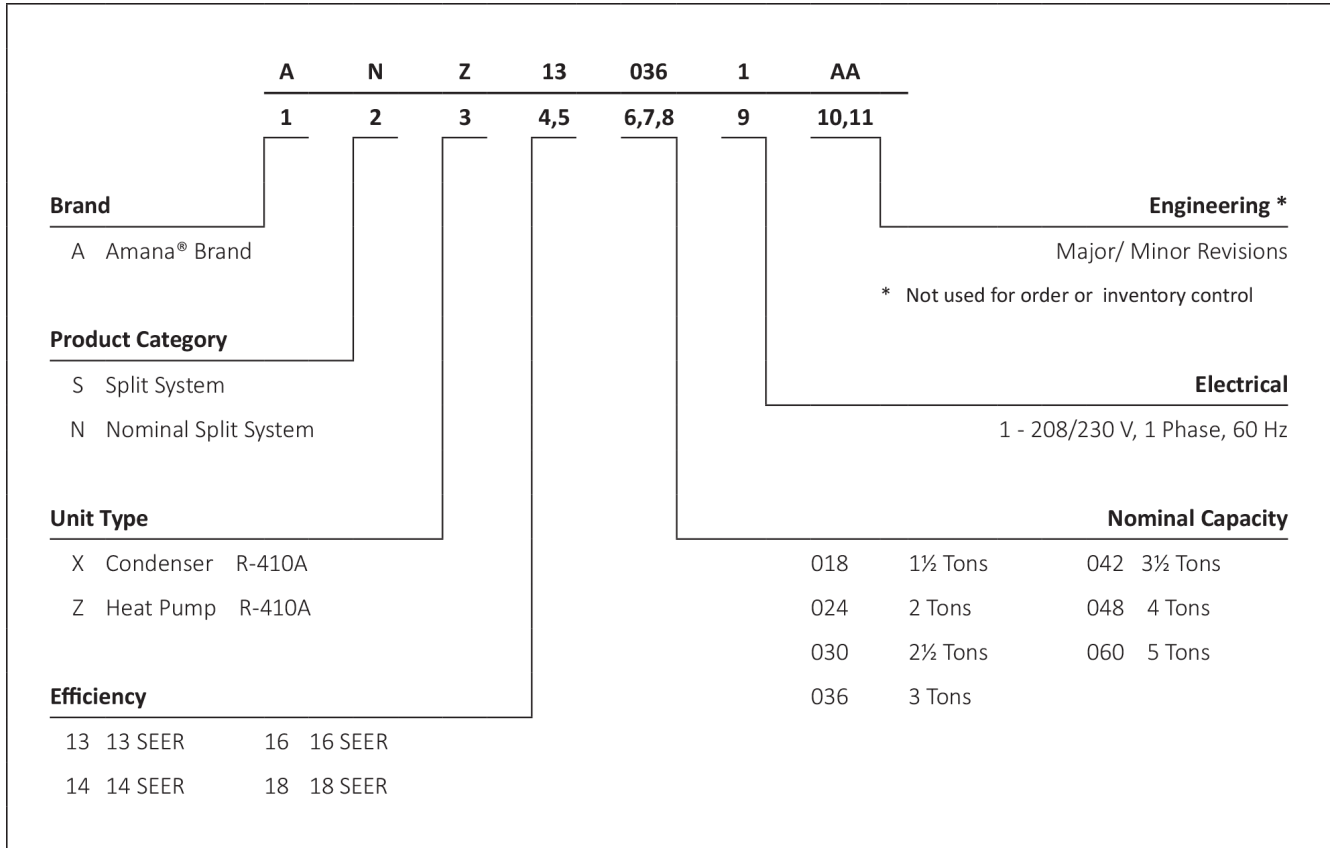 A N Z 13 036 1 AA
1 2 3 4,5 6,7,8 9 10,11
Brand
A Amana® Brand
Product Category
S Split System
N Nominal Split System
Unit Type
X Condenser R-410A
Z Heat Pump R-410A
Efficiency
13 13 SEER 16 16 SEER
14 14 SEER 18 18 SEER
Engineering *
Major/ Minor Revisions
* Not used for order or inventory control
Electrical
1 - 208/230 V, 1 Phase, 60 Hz
Nominal Capacity
018 1½ Tons 042 3½ Tons
024 2 Tons 048 4 Tons
030 2½ Tons 060 5 Tons
036 3 Tons